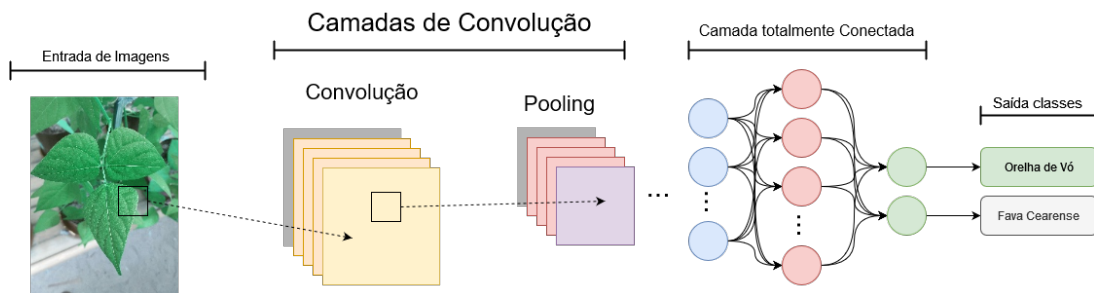 Camadas de Convolução
Entrada de Imagens
Camada totalmente Conectada
Convolução
Pooling
Saída classes
Orelha de Vó
Fava Cearense